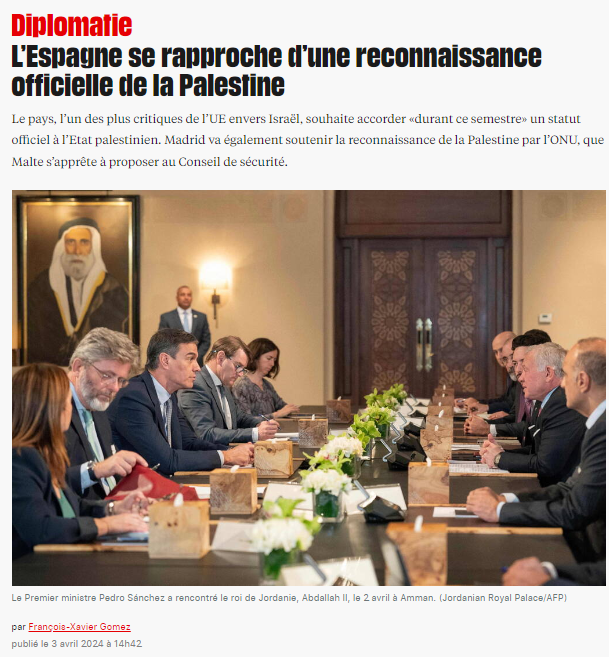 Diplomatie
L’Espagne se rapproche d’une reconnaissance
officielle de la Palestine
Le pays, l’un des plus critiques de l’UE envers Israël, souhaite accorder «durant ce semestre» un statut
officiel à l’Etat palestinien. Madrid va également soutenir la reconnaissance de la Palestine par l’ONU, que
Malte s’apprête à proposer au Conseil de sécurité.
Le Premier ministre Pedro Sánchez a rencontré le roi de Jordanie, Abdallah II, le 2 avril à Amman. (Jordanian Royal Palace/AFP)
par François-Xavier Gomez
publié le 3 avril 2024 à 14h42